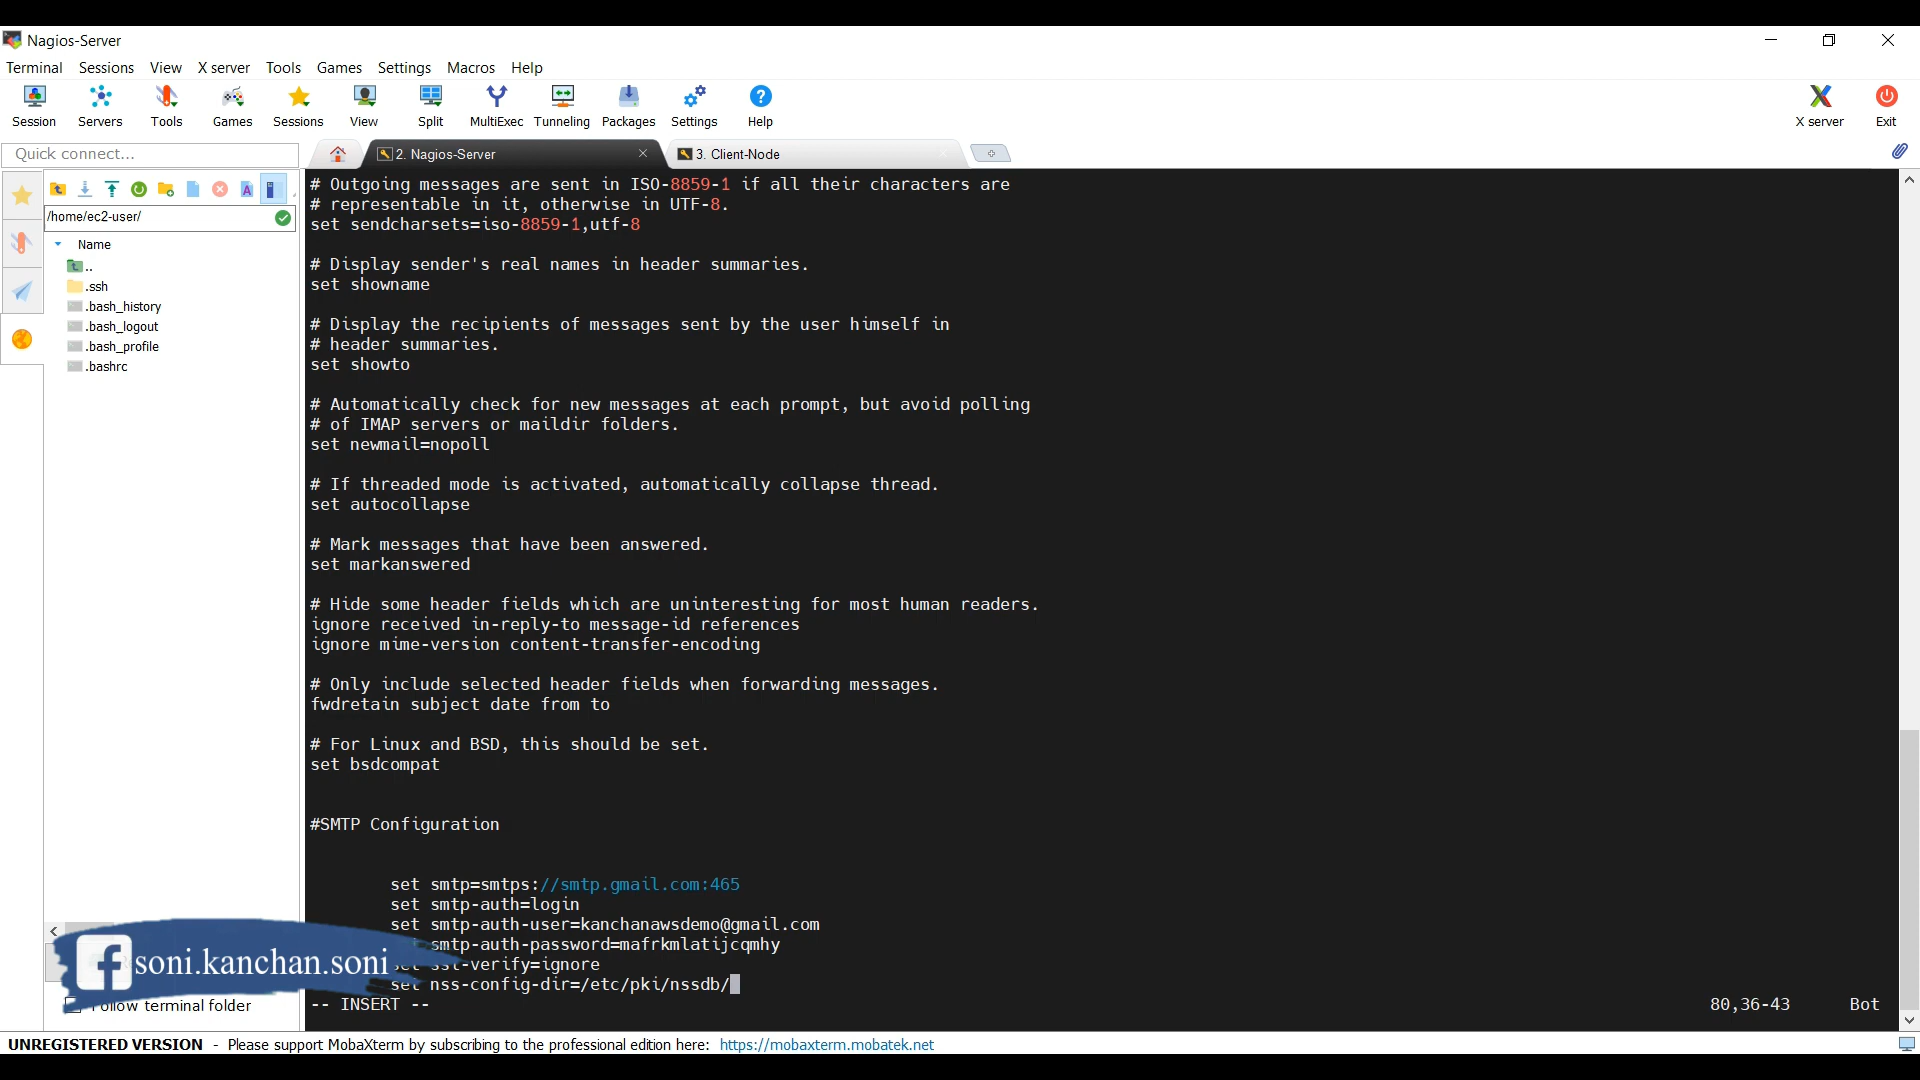 Nagios-Server
Terminal Sessions View X server Tools Games Settings Macros Help
Session Servers Tools Games Sessions View Split MultiExec Tunneling Packages Settings Help X server Exit
Quick connect...
2. Nagios-Server
3. Client-Node
/home/ec2-user/
Name
..
.ssh
.bash_history
.bash_logout
.bash_profile
.bashrc
# Outgoing messages are sent in ISO-8859-1 if all their characters are
# representable in it, otherwise in UTF-8.
set sendcharsets=iso-8859-1,utf-8
# Display sender's real names in header summaries.
set showname
# Display the recipients of messages sent by the user himself in
# header summaries.
set showto
# Automatically check for new messages at each prompt, but avoid polling
# of IMAP servers or maildir folders.
set newmail=nopoll
# If threaded mode is activated, automatically collapse thread.
set autocollapse
# Mark messages that have been answered.
set markanswered
# Hide some header fields which are uninteresting for most human readers.
ignore received in-reply-to message-id references
ignore mime-version content-transfer-encoding
# Only include selected header fields when forwarding messages.
fwdretain subject date from to
# For Linux and BSD, this should be set.
set bsdcompat
#SMTP Configuration
set smtp=smtps://smtp.gmail.com:465
set smtp-auth=login
set smtp-auth-user=kanchanawsdemo@gmail.com
smtp-auth-password=mafrkmlatijcqmhy
set ssl-verify=ignore
set nss-config-dir=/etc/pki/nssdb/
-- INSERT -- 80,36-43 Bot
f soni.kanchan.soni
Follow terminal folder
UNREGISTERED VERSION - Please support MobaXterm by subscribing to the professional edition here: https://mobaxterm.mobatek.net